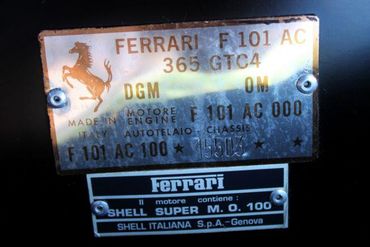 FERRARI F 101 AC
365 GTC4
DGM OM
MADE IN MOTORE ENGINE F 101 AC 000
ITALY AUTOTELAIO - CHASSIS
F 101 AC 100 * 15503 * *
Ferrari
Il motore contiene :
SHELL SUPER M. O. 100
SHELL ITALIANA S.p.A.-Genova